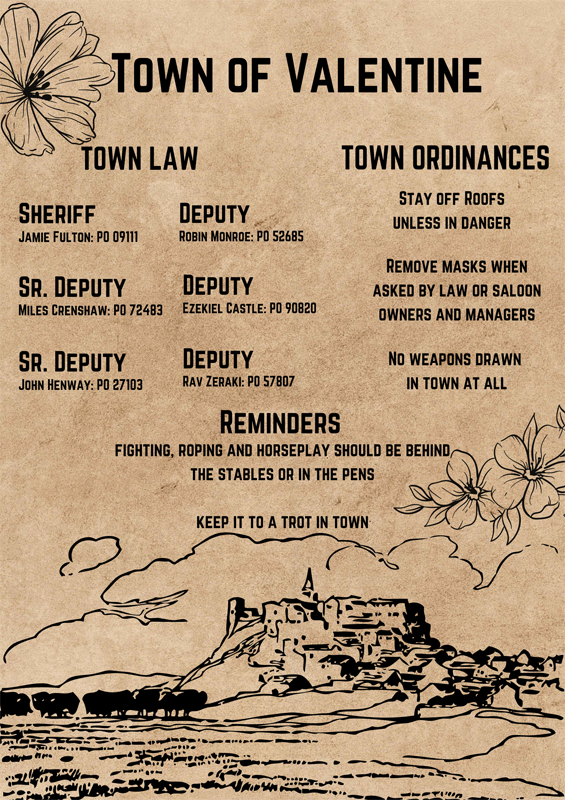 Town of Valentine
Town Law
Sheriff
Jamie Fulton: PO 09111
Deputy
Robin Monroe: PO 52685
Sr. Deputy
Miles Crenshaw: PO 72483
Deputy
Ezekiel Castle: PO 90820
Sr. Deputy
John Henway: PO 27103
Deputy
Rav Zeraki: PO 57807
Town Ordinances
Stay off Roofs
unless in danger
Remove masks when
asked by law or saloon
owners and managers
No weapons drawn
in town at all
Reminders
fighting, roping and horseplay should be behind
the stables or in the pens
keep it to a trot in town